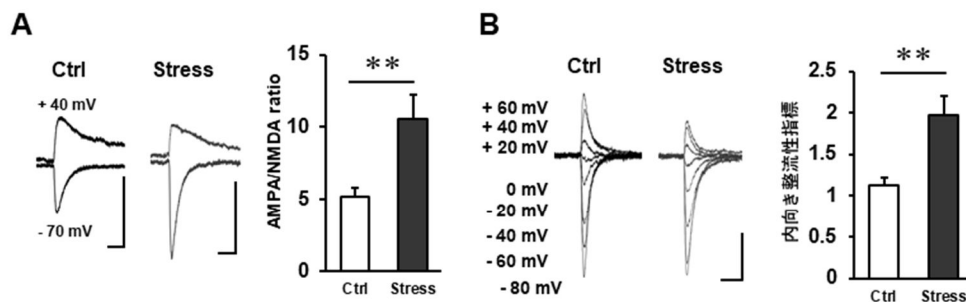 A
Ctrl
Stress
+ 40 mV
- 70 mV
AMPA/NMDA ratio
15
10
5
0
**
Ctrl
Stress
B
Ctrl
Stress
+ 60 mV
+ 40 mV
+ 20 mV
0 mV
- 20 mV
- 40 mV
- 60 mV
- 80 mV
内向き整流性指標
2.5
2
1.5
1
0.5
0
**
Ctrl
Stress